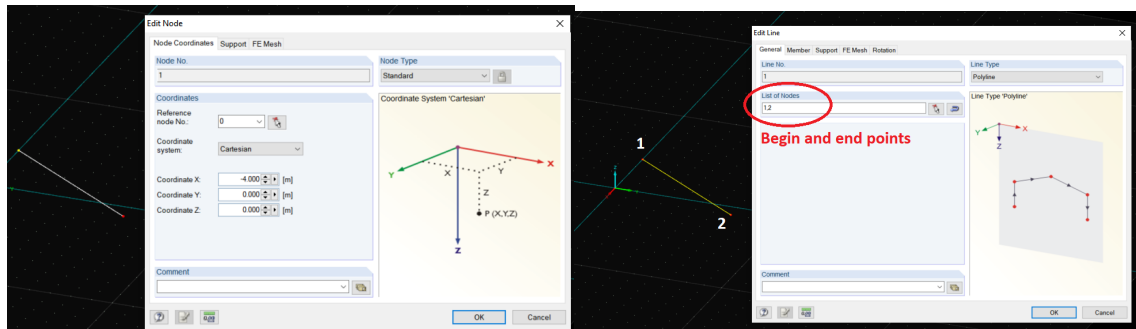 Edit Node
Node Coordinates Support FE Mesh
Node No.
1
Node Type
Standard
Coordinates
Reference
node No.:
0
Coordinate
system:
Cartesian
Coordinate X:
-4.000
[m]
Coordinate Y:
0.000
[m]
Coordinate Z:
0.000
[m]
Coordinate System 'Cartesian'
X
Y
X
Y
Z
P (X,Y,Z)
Z
Comment
OK
Cancel
1
2
Edit Line
General Member Support FE Mesh Rotation
Line No.
1
Line Type
Polyline
List of Nodes
1,2
Begin and end points
Line Type 'Polyline'
Y
X
Z
Comment
OK
Cancel